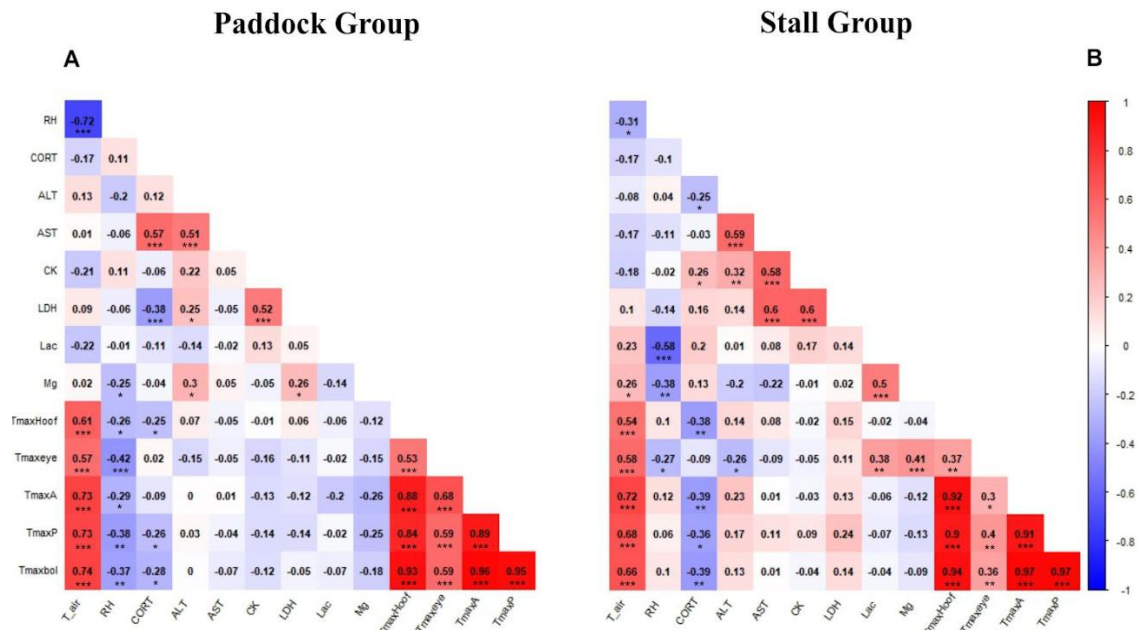 Paddock Group
Stall Group
A
B
RH -0.72 *** -0.31 *
CORT -0.17 0.11 -0.17 -0.1
ALT 0.13 -0.2 0.12 -0.08 0.04 -0.25 *
AST 0.01 -0.06 0.57 *** 0.51 *** -0.17 -0.11 -0.03 0.59 ***
CK -0.21 0.11 -0.06 0.22 0.05 -0.18 -0.02 0.26 * 0.32 ** 0.58 ***
LDH 0.09 -0.06 -0.38 *** 0.25 * -0.05 0.52 *** 0.1 -0.14 0.16 0.14 0.6 *** 0.6 ***
Lac -0.22 -0.01 -0.11 -0.14 -0.02 0.13 0.05 0.23 -0.58 *** 0.2 0.01 0.08 0.17 0.14
Mg 0.02 -0.25 * -0.04 0.3 * 0.05 -0.05 0.26 * -0.14 0.26 * -0.38 ** 0.13 -0.2 -0.22 -0.01 0.02 0.5 ***
TmaxHoof 0.61 *** -0.26 * -0.25 * 0.07 -0.05 -0.01 0.06 -0.06 -0.12 0.54 *** 0.1 -0.38 ** 0.14 0.08 -0.02 0.15 -0.02 -0.04
Tmaxeye 0.57 *** -0.42 *** 0.02 -0.15 -0.05 -0.16 -0.11 -0.02 -0.15 0.53 *** 0.58 *** -0.27 * -0.09 -0.26 * -0.09 -0.05 -0.12 0.38 ** 0.41 *** 0.37 **
TmaxA 0.73 *** -0.29 * -0.09 0 0.01 -0.13 -0.12 -0.2 -0.26 0.88 *** 0.68 *** 0.72 *** 0.12 -0.39 ** 0.23 0.01 -0.03 0.13 -0.06 -0.12 0.92 *** 0.3 *
TmaxP 0.73 *** -0.38 ** -0.26 * 0.03 -0.04 -0.14 -0.14 -0.02 -0.25 0.84 *** 0.59 *** 0.89 *** 0.68 *** 0.06 -0.36 * 0.17 0.11 0.09 0.24 -0.07 -0.13 0.9 *** 0.4 ** 0.91 ***
Tmaxbol 0.74 *** -0.37 ** -0.28 * 0 -0.07 -0.12 -0.05 -0.07 -0.18 0.93 *** 0.59 *** 0.96 *** 0.95 *** 0.66 *** 0.1 -0.39 ** 0.13 0.01 -0.02 0.14 -0.04 -0.09 0.94 *** 0.36 ** 0.97 *** 0.97 ***
T_air RH CORT ALT AST CK LDH Lac Mg TmaxHoof Tmaxeye TmaxA TmaxP T_air RH CORT ALT AST CK LDH Lac Mg TmaxHoof Tmaxeye TmaxA TmaxP
1
0.8
0.6
0.4
0.2
0
-0.2
-0.4
-0.6
-0.8
-1